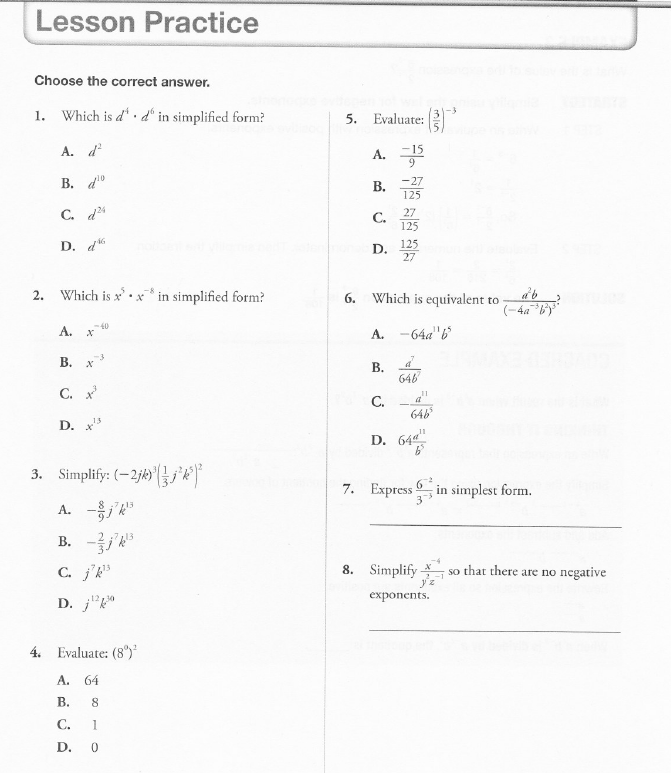 Lesson Practice
Choose the correct answer.
1. Which is d⁴ · d⁶ in simplified form?
A. d²
B. d¹⁰
C. d²⁴
D. d⁴⁶
2. Which is x⁵ · x⁻⁸ in simplified form?
A. x⁻⁴⁰
B. x⁻³
C. x³
D. x¹³
3. Simplify: (−2jk)³(1/3 j²k⁵)²
A. −8/9 j⁷k¹³
B. −2/3 j⁷k¹³
C. j⁷k¹³
D. j¹²k³⁰
4. Evaluate: (8⁰)²
A. 64
B. 8
C. 1
D. 0
5. Evaluate: (3/5)⁻³
A. −15/9
B. −27/125
C. 27/125
D. 125/27
6. Which is equivalent to a²b/(−4a⁻³b²)³?
A. −64a¹¹b⁵
B. a⁷/64b⁷
C. −a¹¹/64b⁵
D. 64a¹¹/b⁵
7. Express 6⁻²/3⁻³ in simplest form.
8. Simplify x⁻⁴/y²z⁻¹ so that there are no negative
exponents.